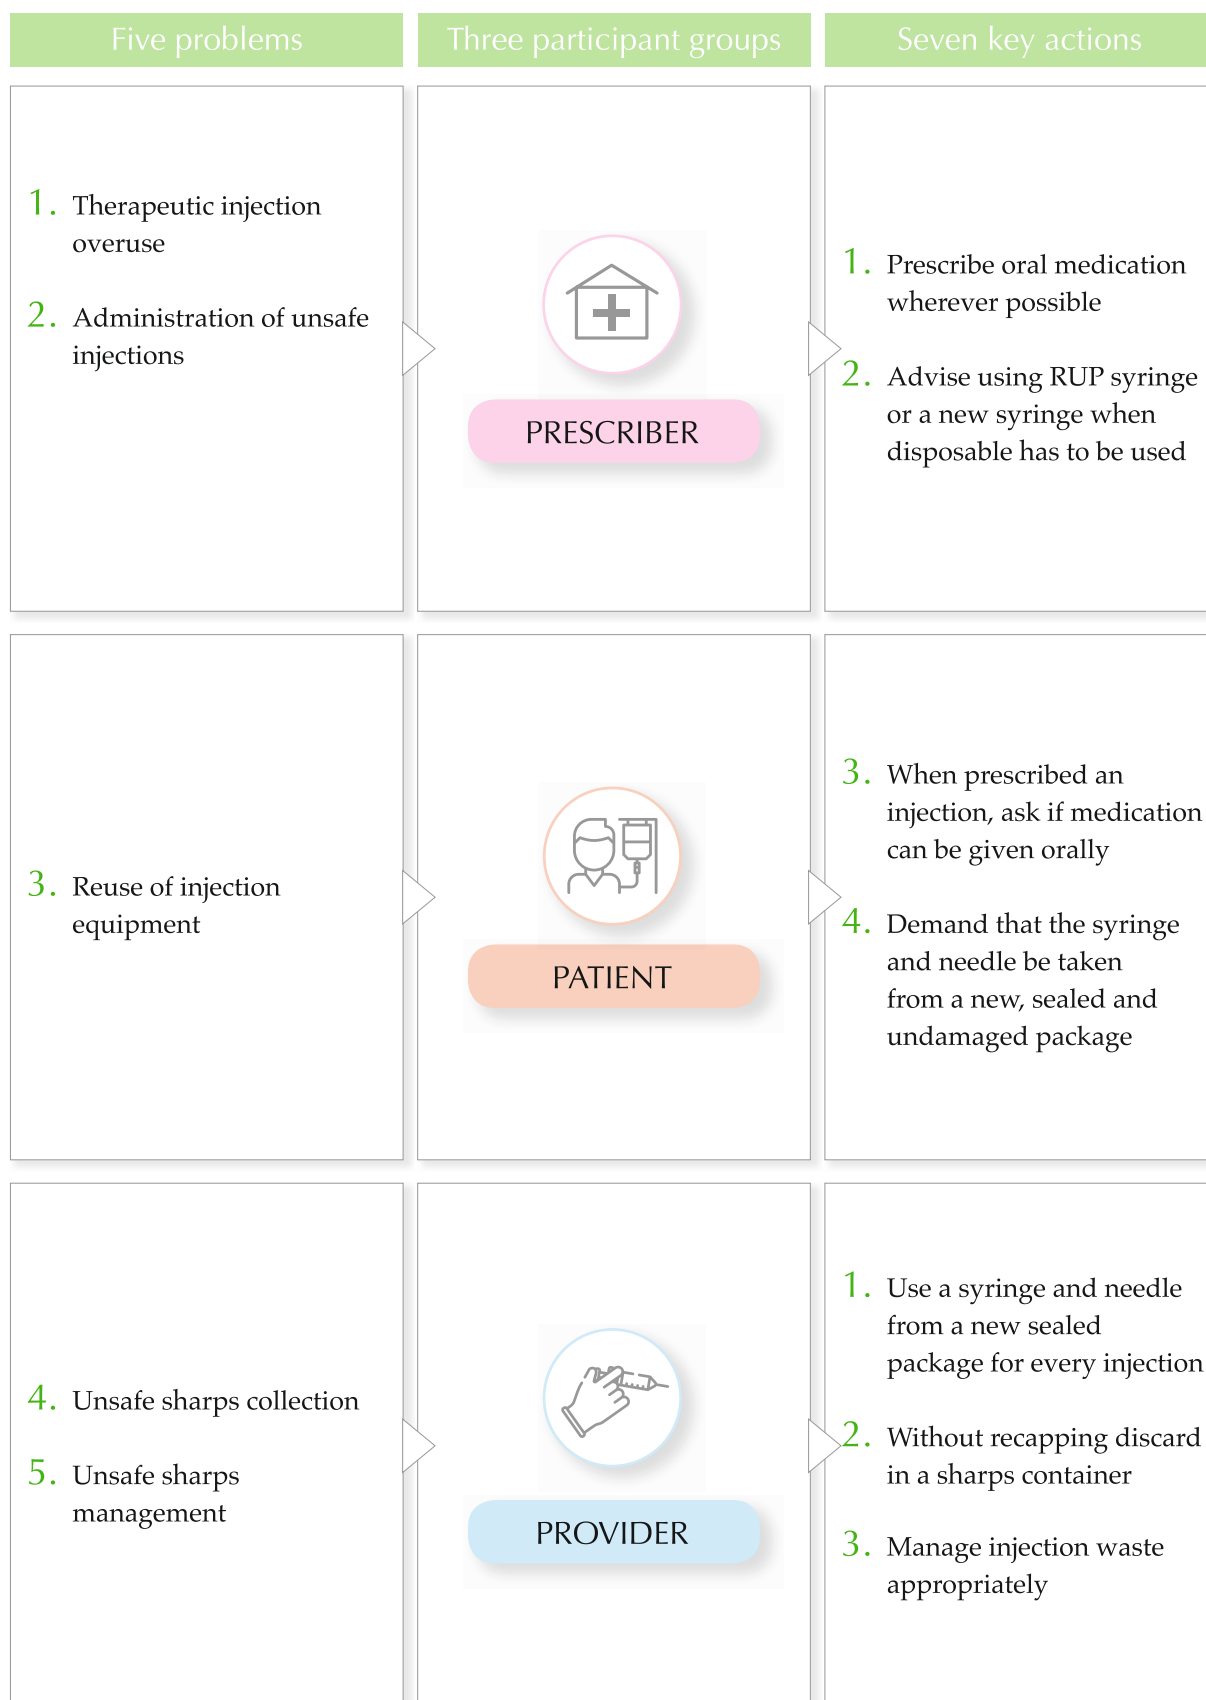 Five problems
Three participant groups
Seven key actions
1. Therapeutic injection
overuse
2. Administration of unsafe
injections
PRESCRIBER
1. Prescribe oral medication
wherever possible
2. Advise using RUP syringe
or a new syringe when
disposable has to be used
3. Reuse of injection
equipment
PATIENT
3. When prescribed an
injection, ask if medication
can be given orally
4. Demand that the syringe
and needle be taken
from a new, sealed and
undamaged package
4. Unsafe sharps collection
5. Unsafe sharps
management
PROVIDER
1. Use a syringe and needle
from a new sealed
package for every injection
2. Without recapping discard
in a sharps container
3. Manage injection waste
appropriately